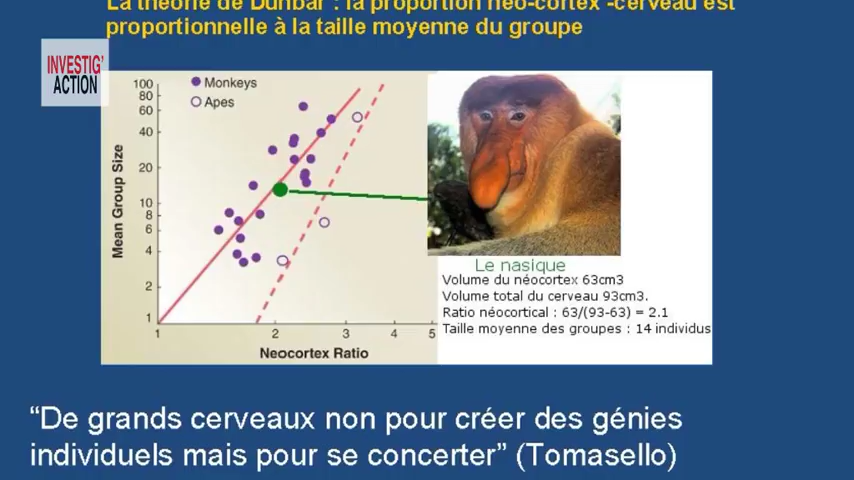 La théorie de Dunbar : la proportion néo-cortex -cerveau est
proportionnelle à la taille moyenne du groupe
INVESTIG'
ACTION
Monkeys
Apes
Mean Group Size
100
80
60
40
20
10
8
6
4
2
1
1 2 3 4 5
Neocortex Ratio
Le nasique
Volume du néocortex 63cm3
Volume total du cerveau 93cm3.
Ratio néocortical : 63/(93-63) = 2.1
Taille moyenne des groupes : 14 individus
“De grands cerveaux non pour créer des génies
individuels mais pour se concerter” (Tomasello)